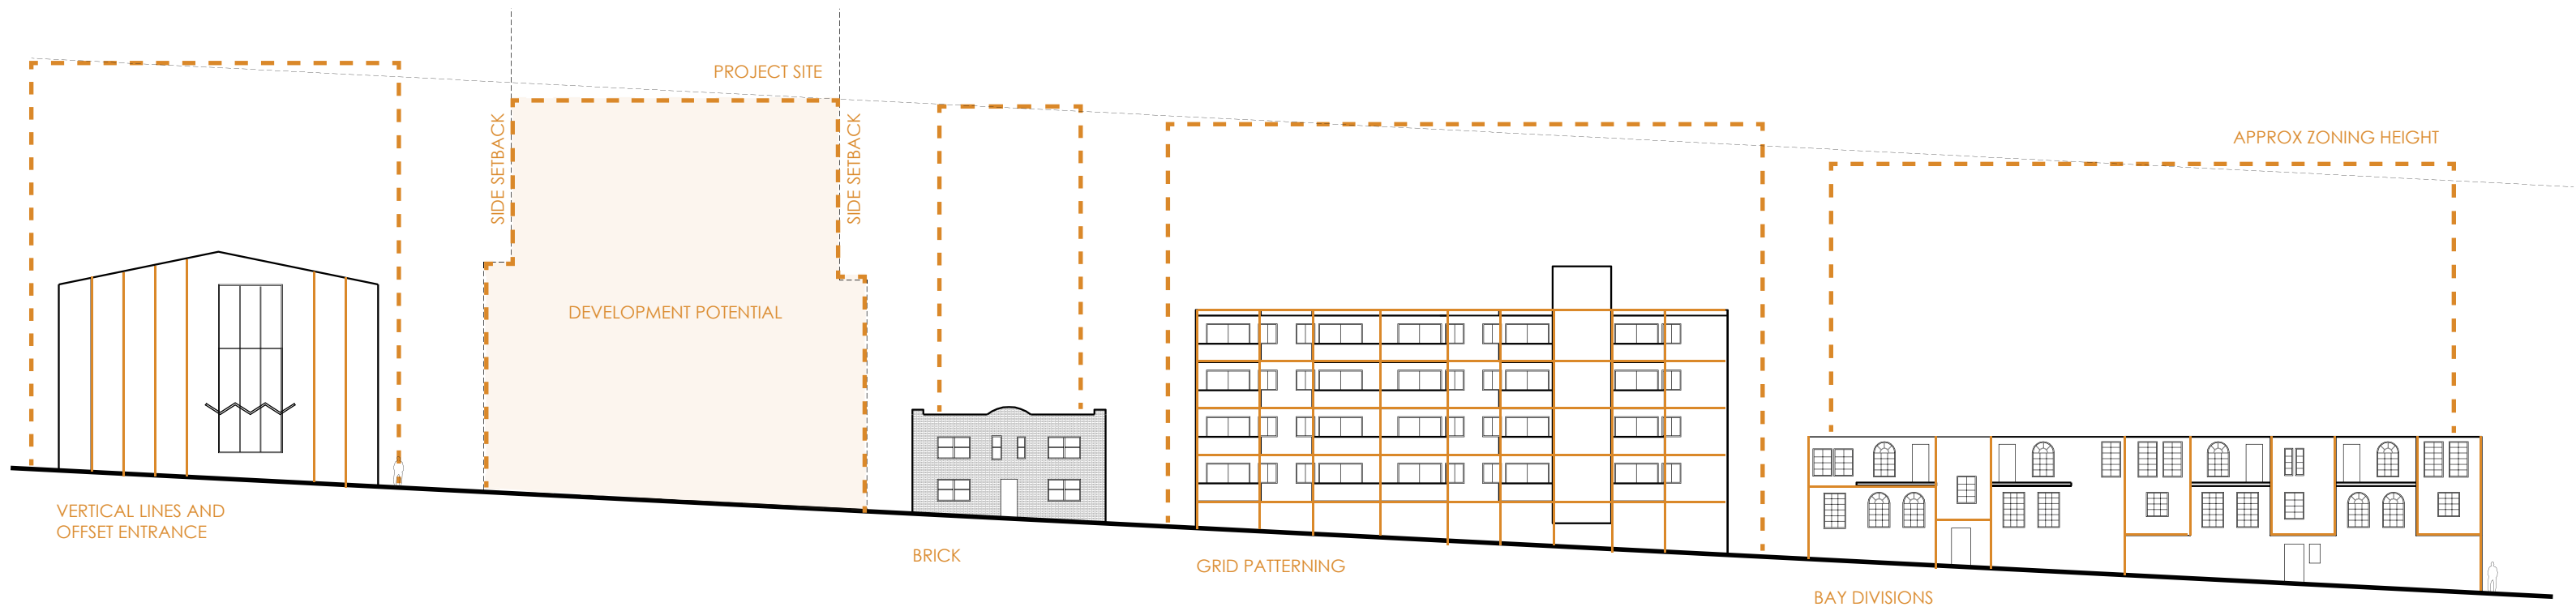 PROJECT SITE
SIDE SETBACK
SIDE SETBACK
APPROX ZONING HEIGHT
DEVELOPMENT POTENTIAL
VERTICAL LINES AND
OFFSET ENTRANCE
BRICK
GRID PATTERNING
BAY DIVISIONS